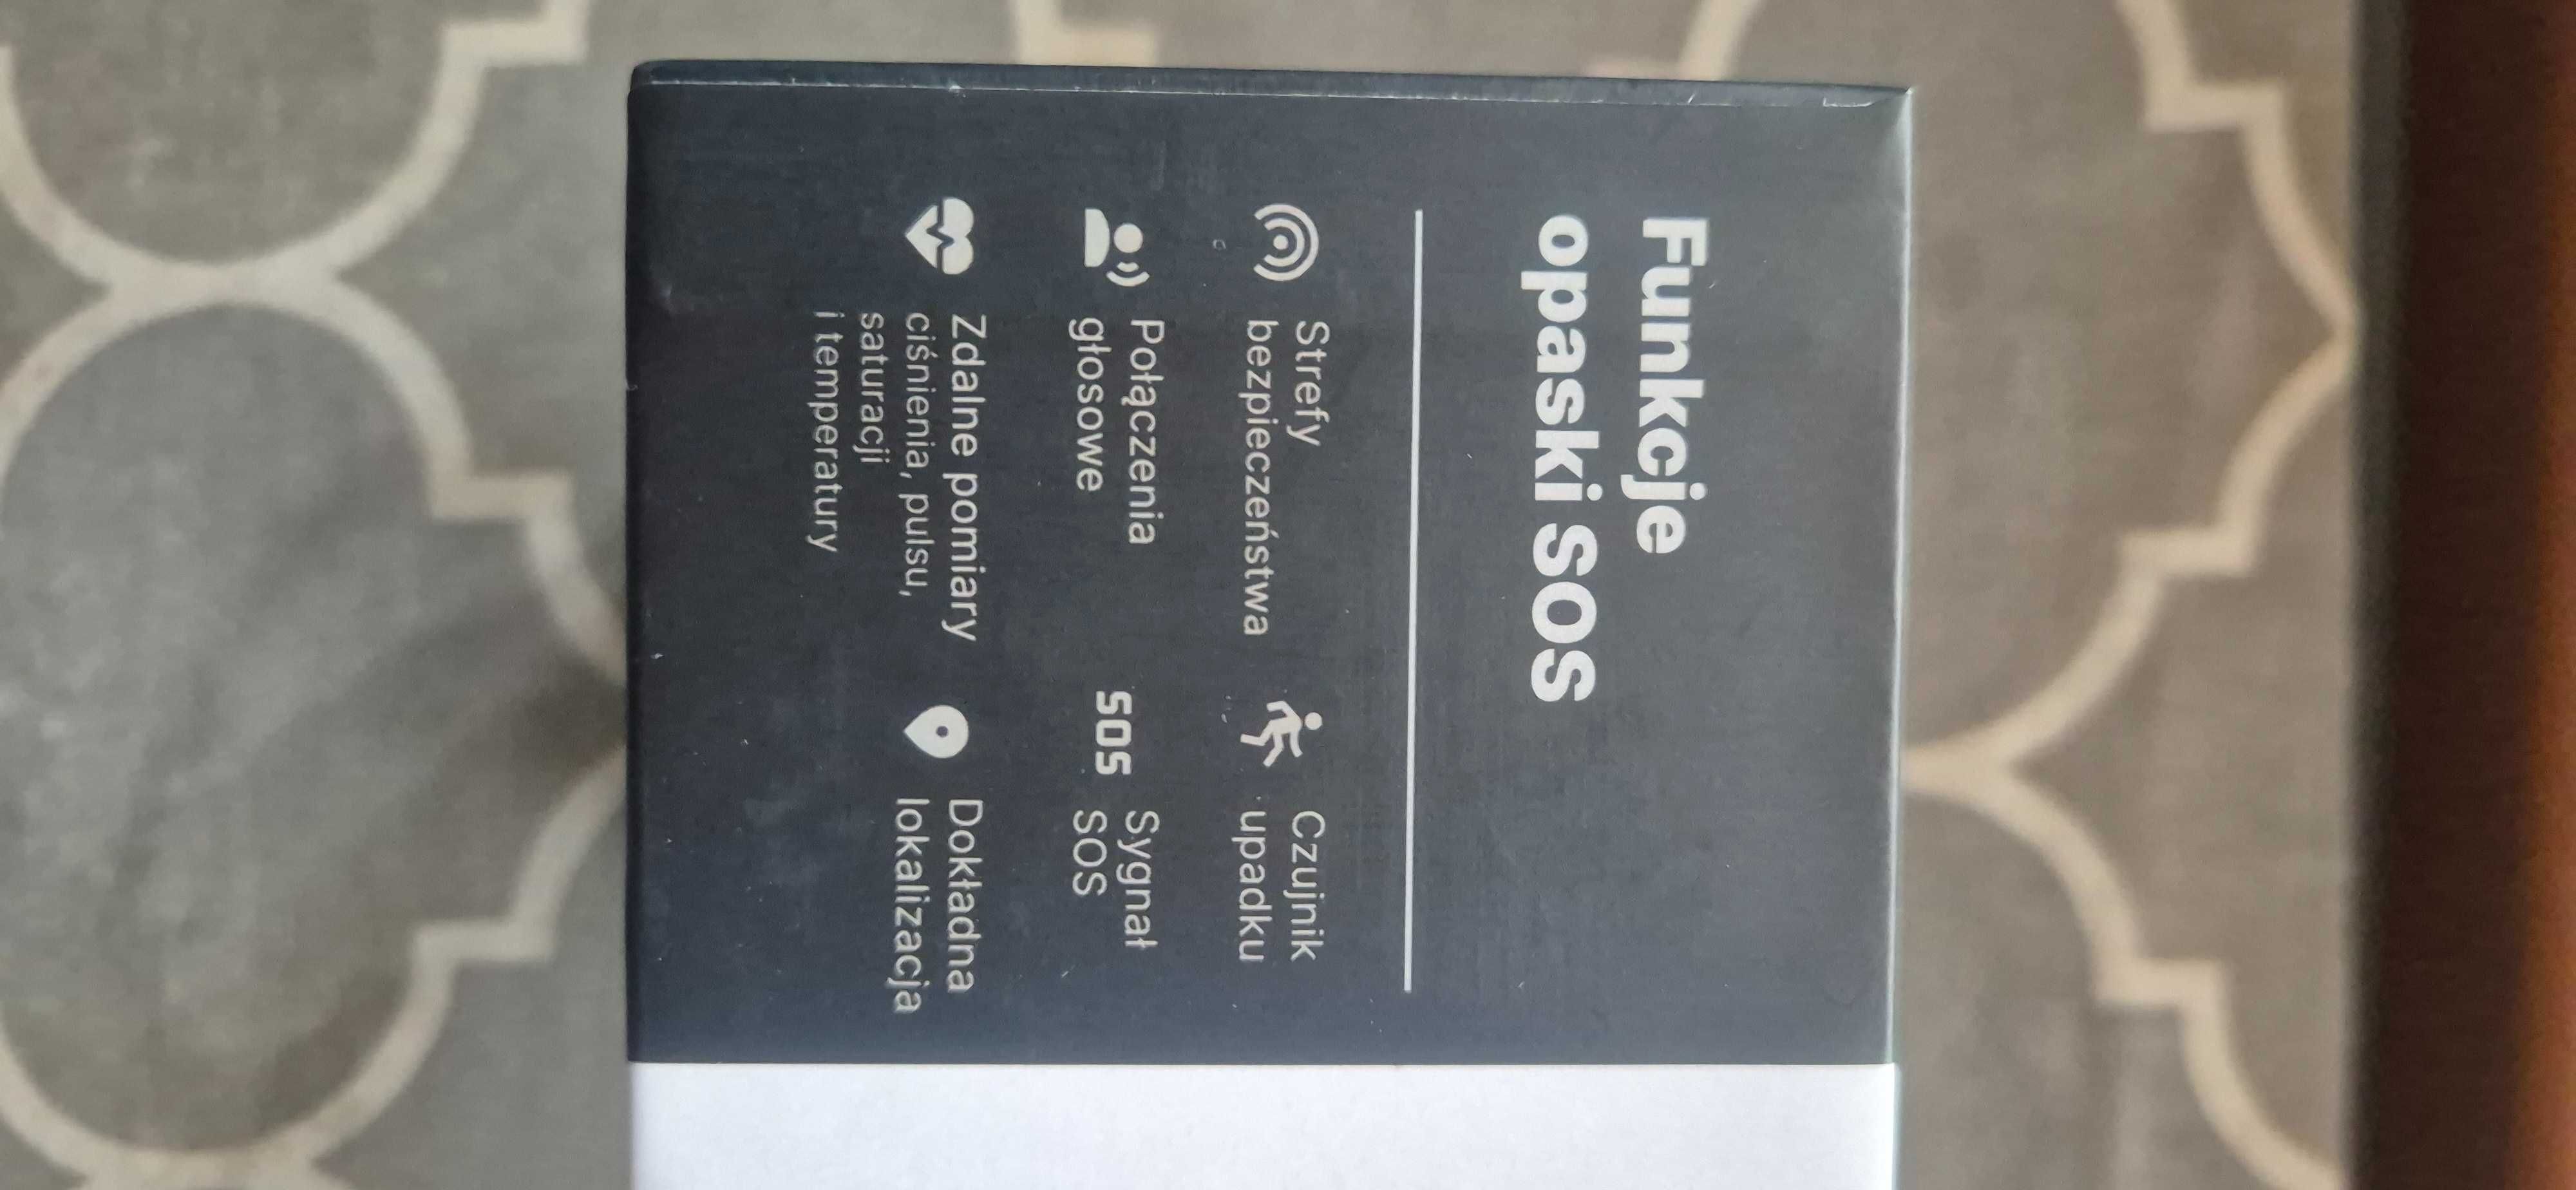 Funkcje
opaski SOS
Strefy
bezpieczeństwa
Czujnik
upadku
Połączenia
głosowe
SOS
Sygnał
SOS
Zdalne pomiary
ciśnienia, pulsu,
saturacji
i temperatury
Dokładna
lokalizacja